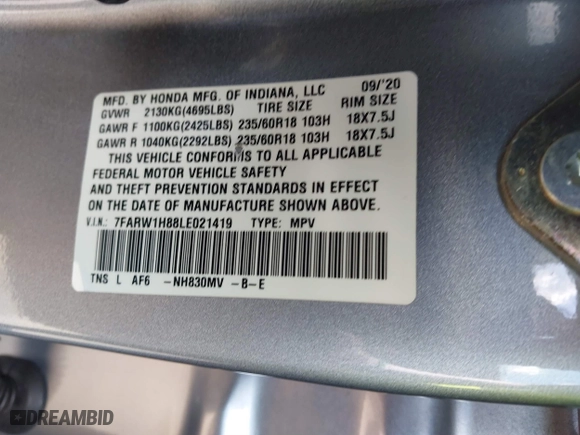 MFD. BY HONDA MFG. OF INDIANA, LLC 09/'20
GVWR 2130KG(4695LBS) TIRE SIZE RIM SIZE
GAWR F 1100KG(2425LBS) 235/60R18 103H 18X7.5J
GAWR R 1040KG(2292LBS) 235/60R18 103H 18X7.5J
THIS VEHICLE CONFORMS TO ALL APPLICABLE
FEDERAL MOTOR VEHICLE SAFETY
AND THEFT PREVENTION STANDARDS IN EFFECT
ON THE DATE OF MANUFACTURE SHOWN ABOVE.
V.I.N.: 7FARW1H88LE021419 TYPE: MPV
TNS L AF6 -NH830MV -B-E
DREAMBID